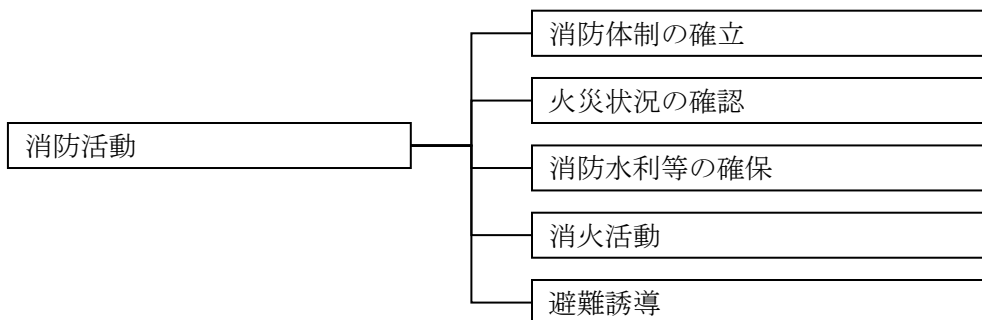 消防活動
消防体制の確立
火災状況の確認
消防水利等の確保
消火活動
避難誘導